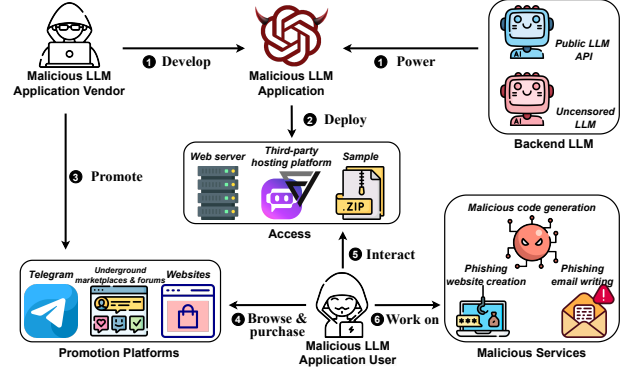 Malicious LLM
Application Vendor
1 Develop
Malicious LLM
Application
1 Power
Public LLM
API
AI
Uncensored
LLM
AI
Backend LLM
2 Deploy
3 Promote
Web server
Third-party
hosting platform
Sample
.ZIP
Access
5 Interact
Telegram
Underground
marketplaces & forums
Websites
Promotion Platforms
4 Browse &
purchase
Malicious LLM
Application User
6 Work on
Malicious code generation
Phishing
website creation
Phishing
email writing
Malicious Services